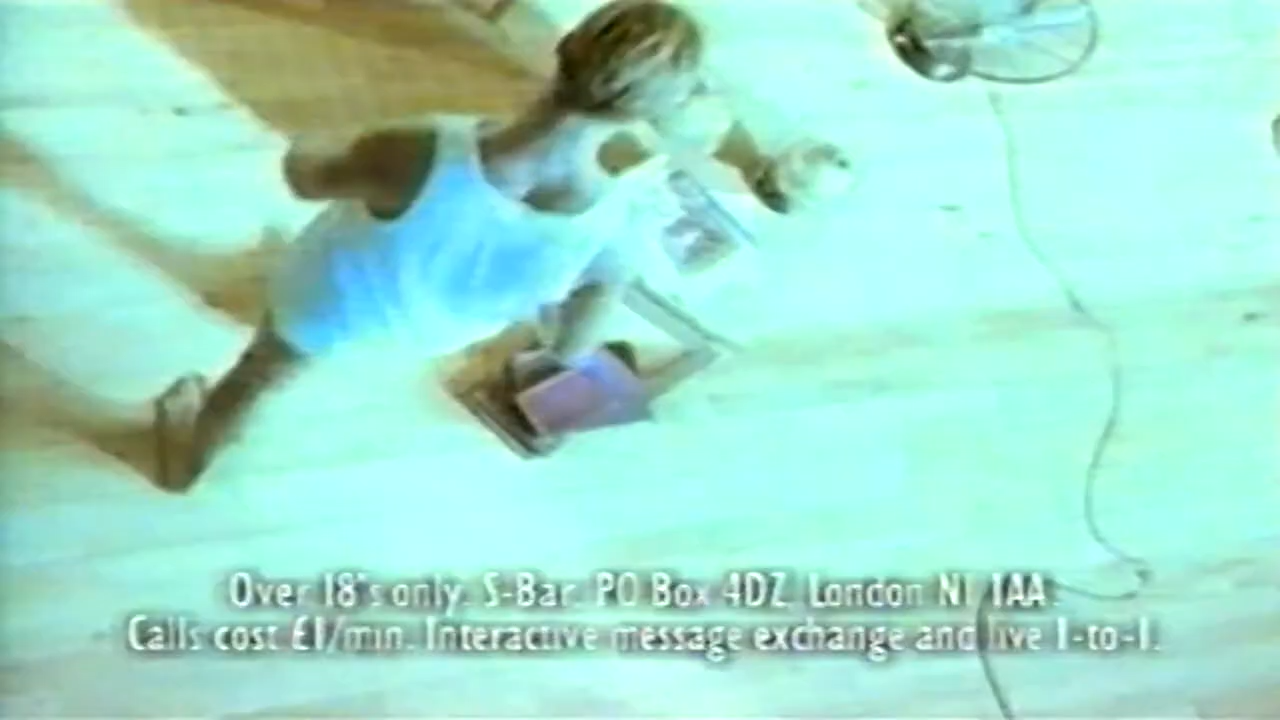 Over 18's only. S-Bar. PO Box 4DZ. London N1 1AA.
Calls cost £1/min. Interactive message exchange and live 1-to-1.